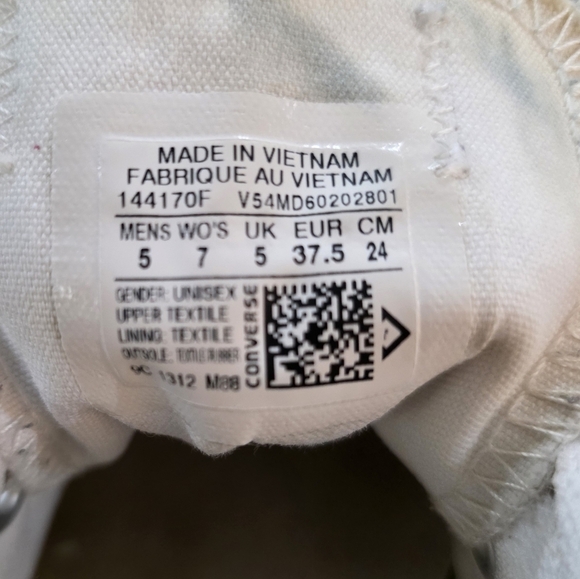 MADE IN VIETNAM
FABRIQUE AU VIETNAM
144170F V54MD60202801
MENS WO'S UK EUR CM
5 7 5 37.5 24
GENDER: UNISEX
UPPER: TEXTILE
LINING: TEXTILE
OUTSOLE:
1312 M88
CONVERSE